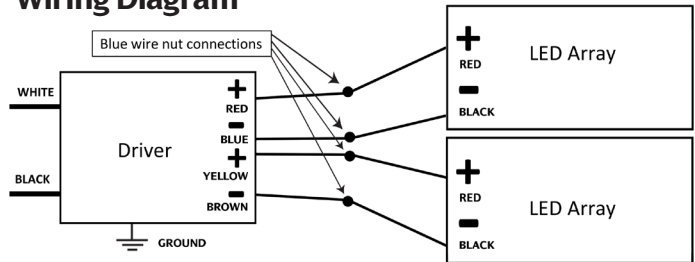 Wiring Diagram
Blue wire nut connections
WHITE
BLACK
Driver
+
RED
-
BLUE
+
YELLOW
-
BROWN
GROUND
+
RED
-
BLACK
LED Array
+
RED
-
BLACK
LED Array